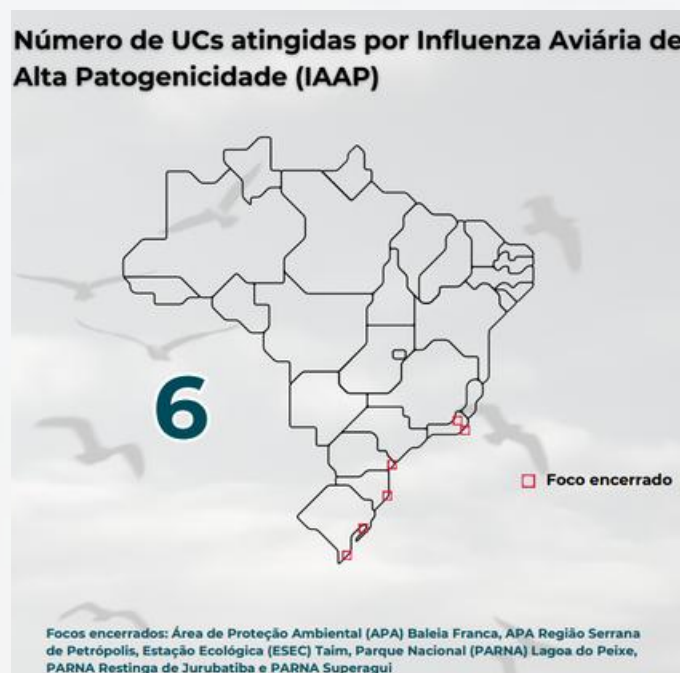 Número de UCs atingidas por Influenza Aviária de
Alta Patogenicidade (IAAP)
6
Foco encerrado
Focos encerrados: Área de Proteção Ambiental (APA) Baleia Franca, APA Região Serrana
de Petrópolis, Estação Ecológica (ESEC) Taim, Parque Nacional (PARNA) Lagoa do Peixe,
PARNA Restinga de Jurubatiba e PARNA Superagui